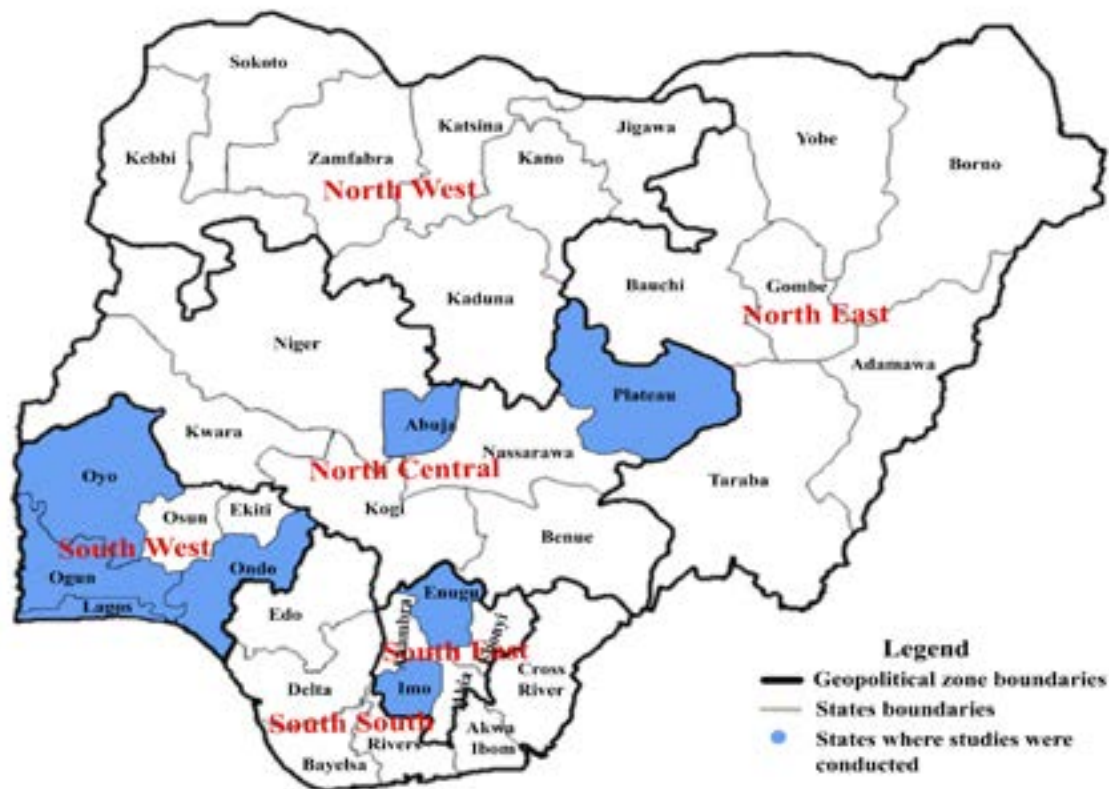 Sokoto
Katsina
Jigawa
Yobe
Kebbi
Zamfabra
Kano
Borno
North West
Kaduna
Bauchi
Gombe
North East
Niger
Adamawa
Plateau
Abuja
Kwara
Nassarawa
Oyo
North Central
Taraba
Kogi
Osun
Ekiti
Benue
South West
Ogun
Ondo
Enugu
Lagos
Edo
South East
Cross
River
Imo
Delta
South South
Rivers
Akwa
Ibom
Bayelsa
Legend
Geopolitical zone boundaries
States boundaries
States where studies were
conducted